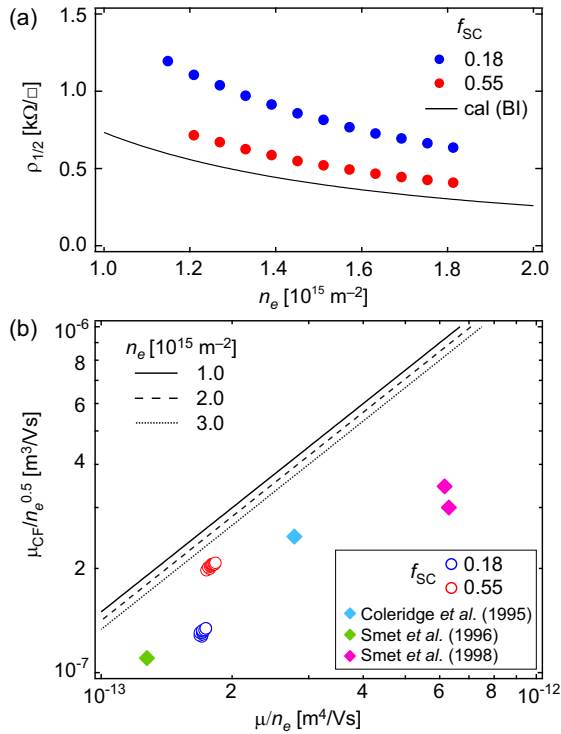 (a)
1.5
1.0
0.5
0.0
ρ1/2 [kΩ/□]
fSC
0.18
0.55
cal (BI)
1.0 1.2 1.4 1.6 1.8 2.0
ne [10^15 m^−2]
(b)
10^-6
8
6
4
2
10^-7
μCF/ne^0.5 [m^3/Vs]
ne [10^15 m^−2]
1.0
2.0
3.0
fSC
0.18
0.55
Coleridge et al. (1995)
Smet et al. (1996)
Smet et al. (1998)
10^-13 2 4 6 8 10^-12
μ/ne [m^4/Vs]